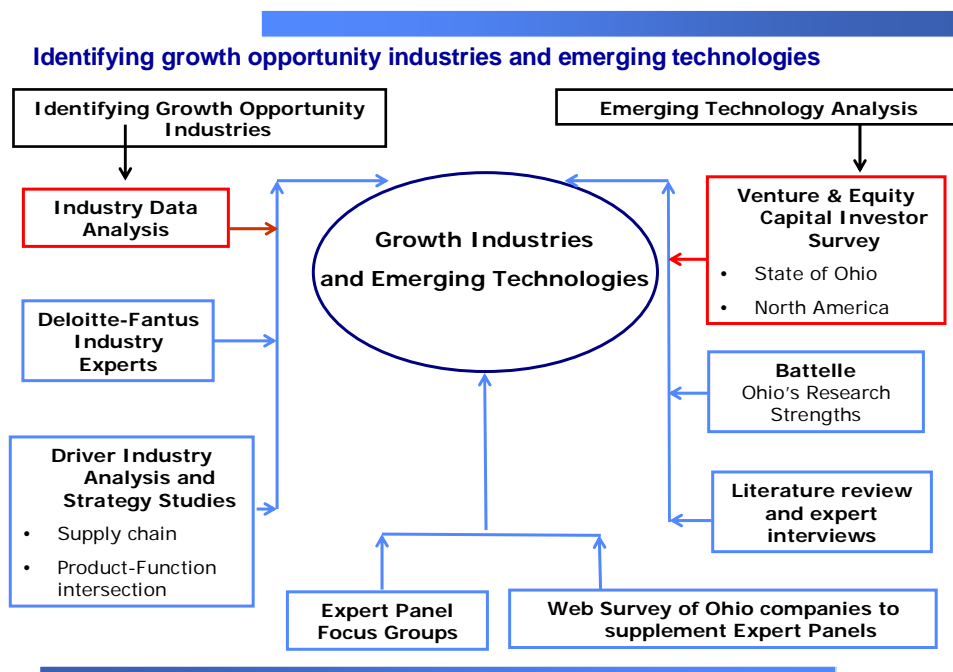 Identifying growth opportunity industries and emerging technologies
Identifying Growth Opportunity
Industries
Emerging Technology Analysis
Industry Data
Analysis
Venture & Equity
Capital Investor
Survey
• State of Ohio
• North America
Growth Industries
and Emerging Technologies
Deloitte-Fantus
Industry
Experts
Battelle
Ohio's Research
Strengths
Driver Industry
Analysis and
Strategy Studies
• Supply chain
• Product-Function
intersection
Literature review
and expert
interviews
Expert Panel
Focus Groups
Web Survey of Ohio companies to
supplement Expert Panels